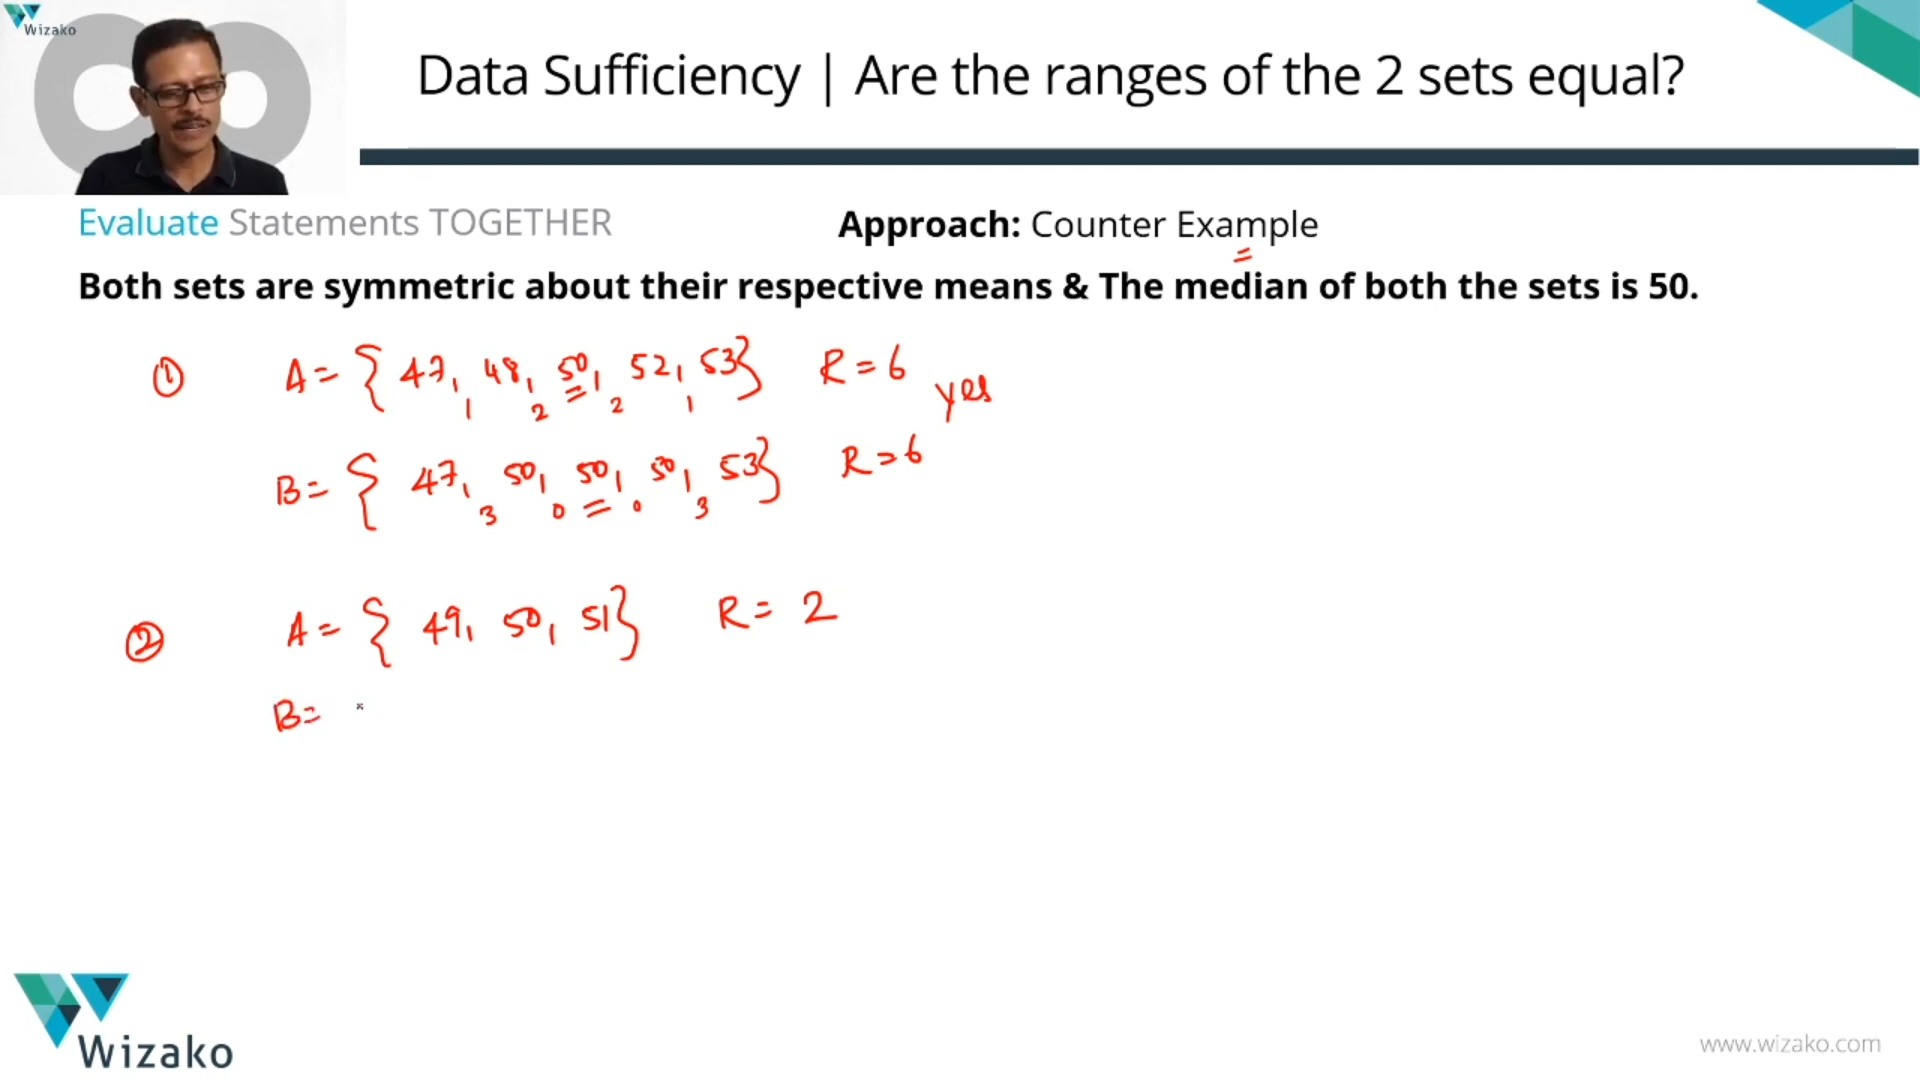 Wizako
Data Sufficiency | Are the ranges of the 2 sets equal?
Evaluate Statements TOGETHER
Approach: Counter Example
=
Both sets are symmetric about their respective means & The median of both the sets is 50.
① A = { 47, 48, 50, 52, 53} R = 6
1 2 = 2 1
yes
B = { 47, 50, 50, 50, 53} R = 6
3 0 = 0 3
② A = { 49, 50, 51} R = 2
B =
Wizako
www.wizako.com